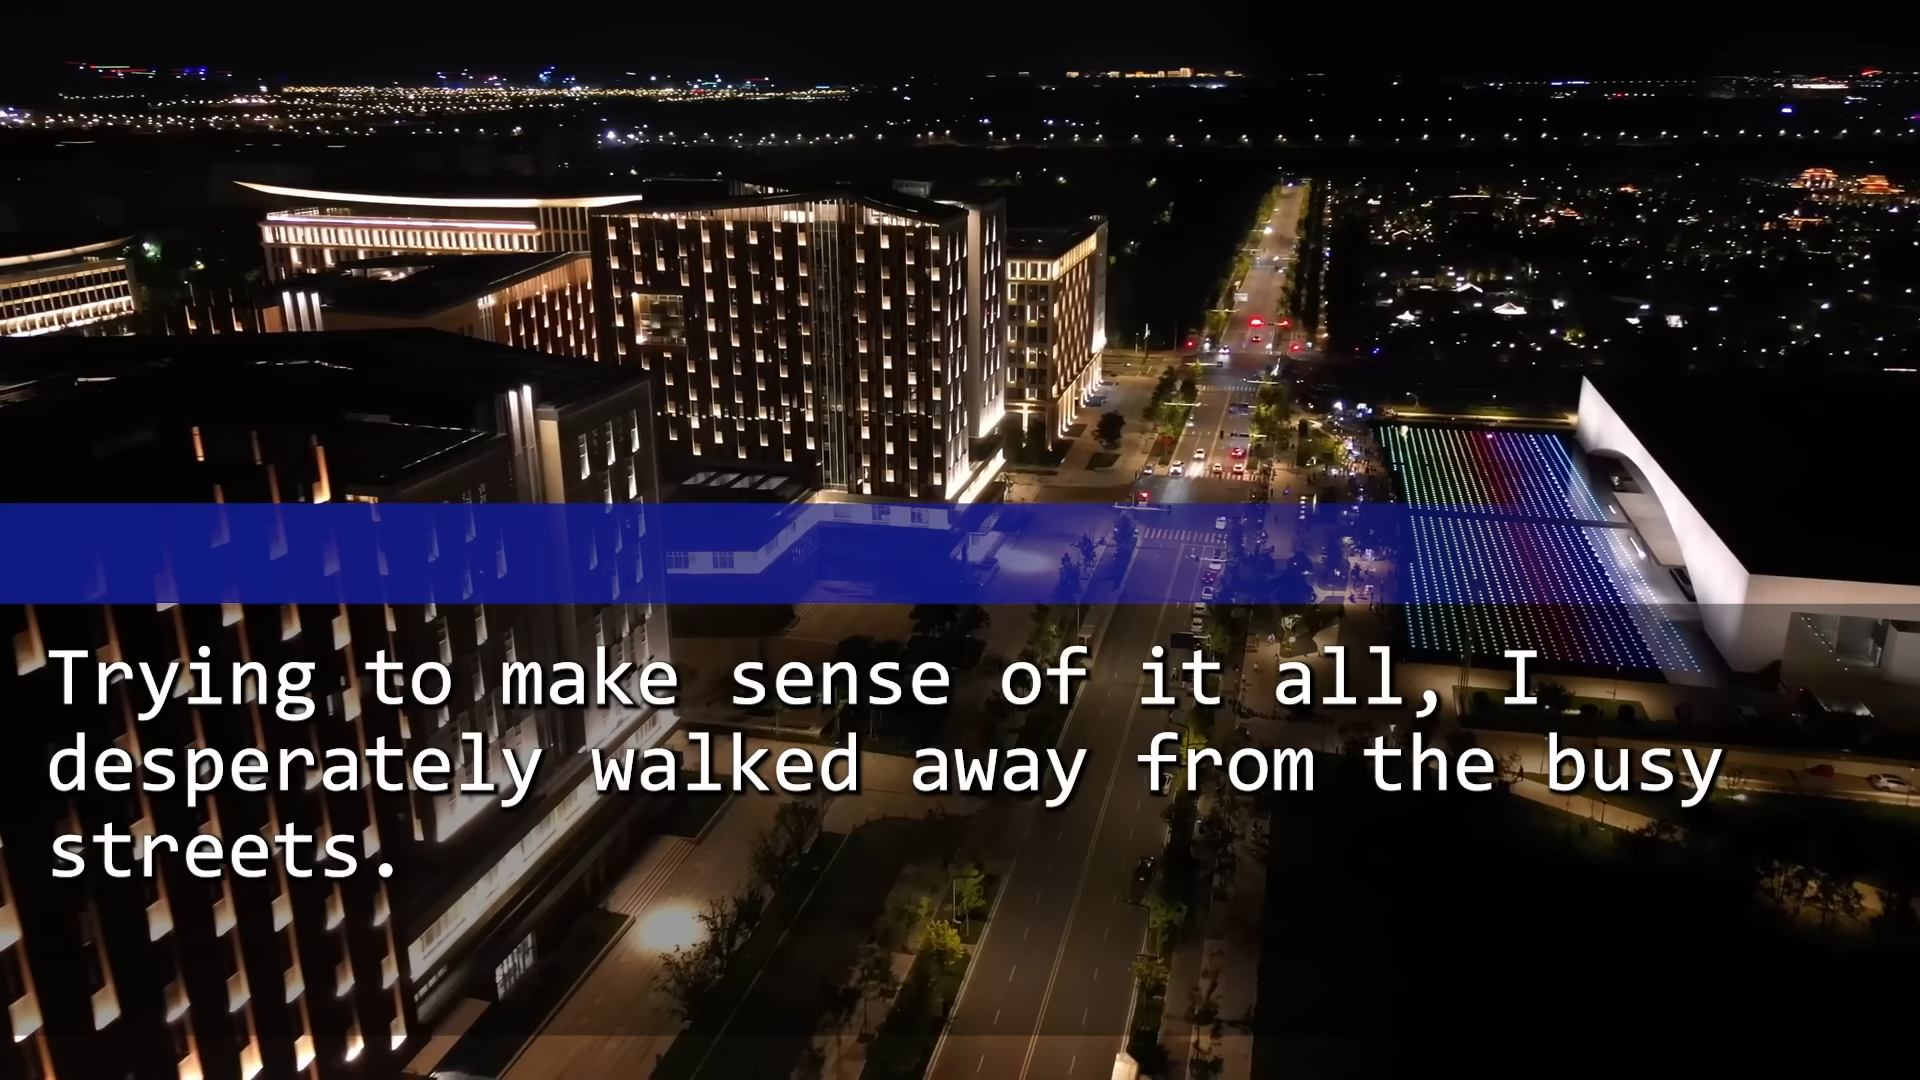 Trying to make sense of it all, I
desperately walked away from the busy
streets.